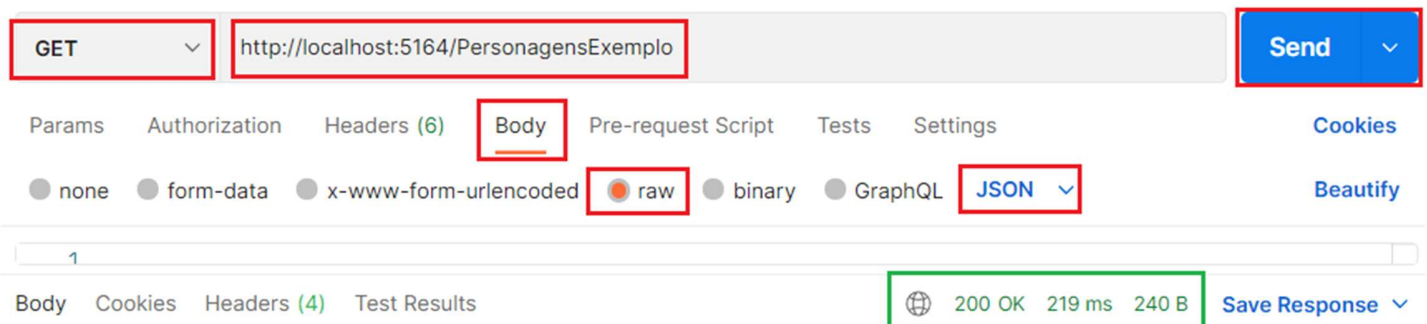 GET http://localhost:5164/PersonagensExemplo Send
Params Authorization Headers (6) Body Pre-request Script Tests Settings Cookies
none form-data x-www-form-urlencoded raw binary GraphQL JSON Beautify
1
Body Cookies Headers (4) Test Results 200 OK 219 ms 240 B Save Response